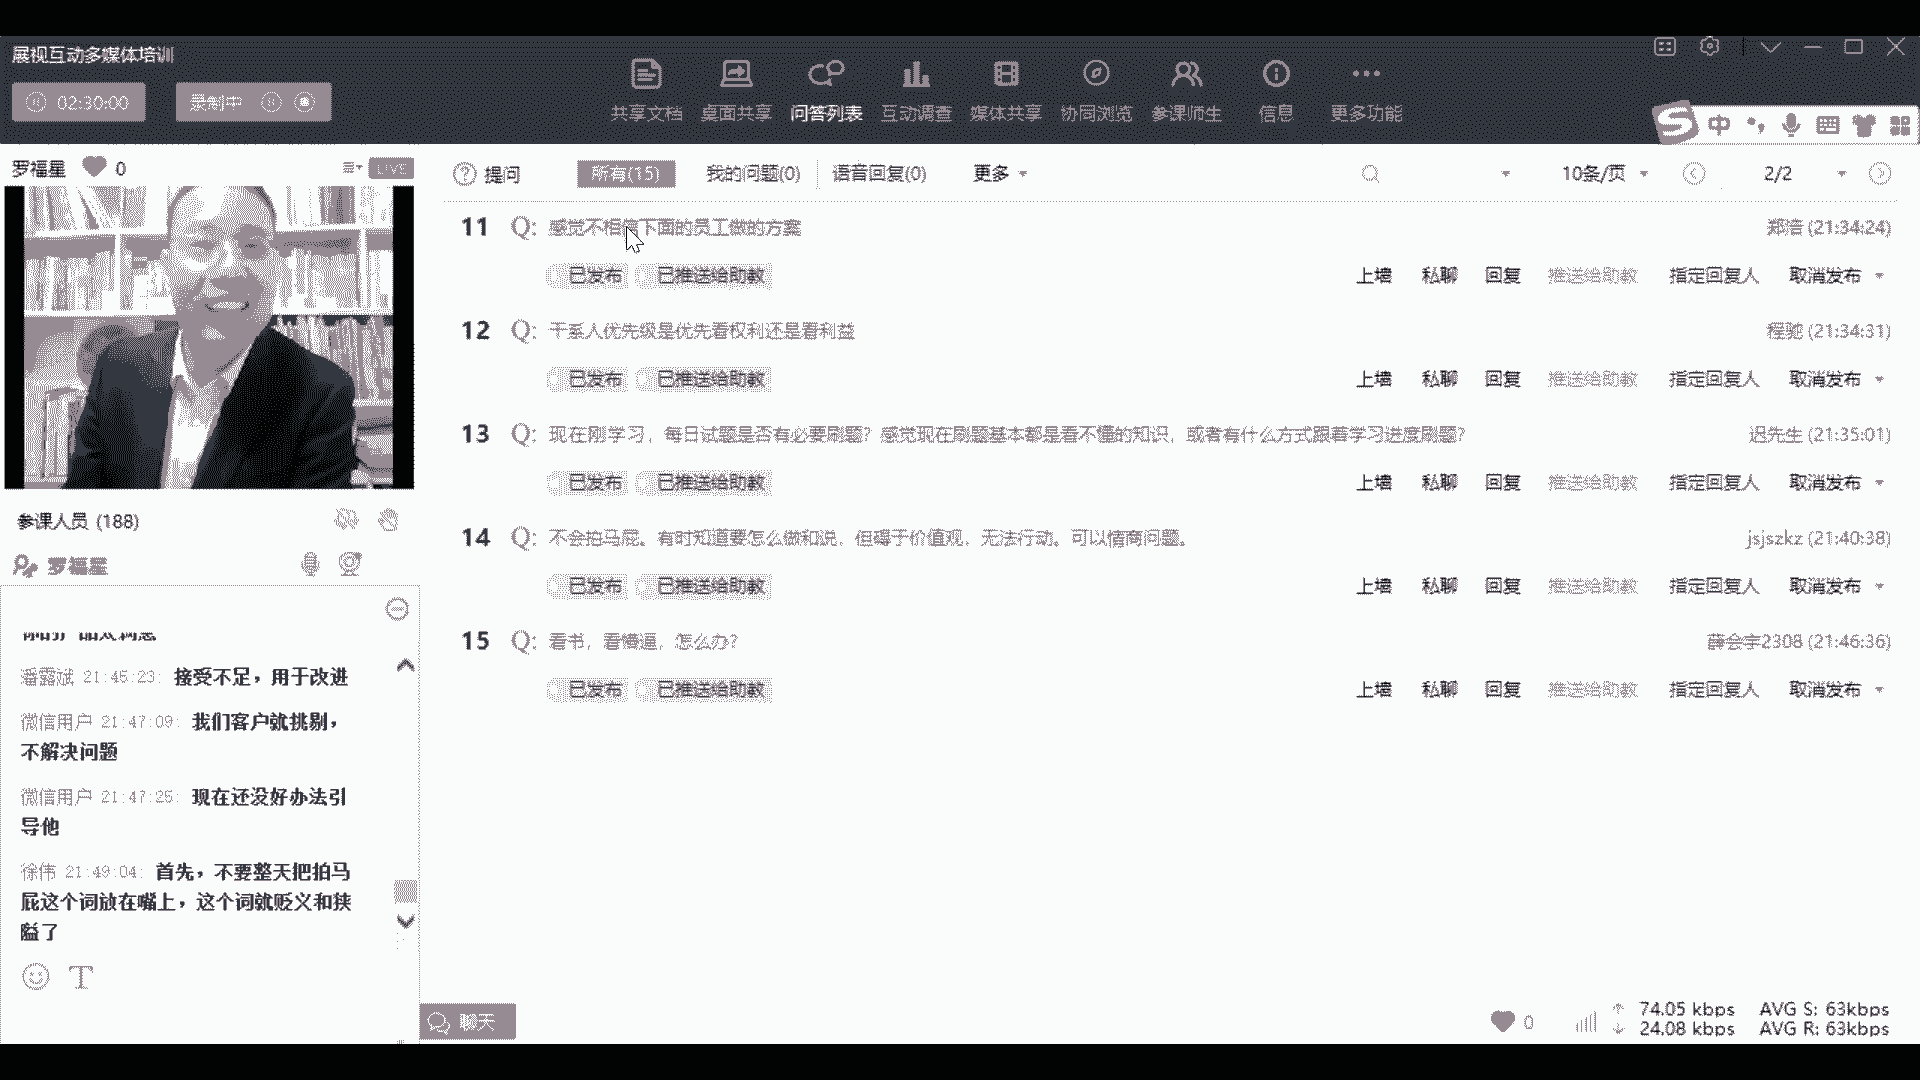 展视互动多媒体培训
02:30:00
录制中
共享文档
桌面共享
问答列表
互动调查
媒体共享
协同浏览
参课师生
信息
更多功能
中
罗福星 0
LIVE
参课人员 (188)
罗福星
潘露斌 21:46:23: 接受不足，用于改进
微信用户 21:47:09: 我们客户就挑剔，
不解决问题
微信用户 21:47:25: 现在还没好办法引
导他
徐伟 21:49:04: 首先，不要整天把拍马
屁这个词放在嘴上，这个词就贬义和狭
隘了
聊天
提问 所有(15) 我的问题(0) 语音回复(0) 更多 10条/页 2/2
11 Q: 感觉不相信下面的员工做的方案 郑涪 (21:34:24)
已发布 已推送给助教 上墙 私聊 回复 推送给助教 指定回复人 取消发布
12 Q: 干系人优先级是优先看权利还是看利益 程驰 (21:34:31)
已发布 已推送给助教 上墙 私聊 回复 推送给助教 指定回复人 取消发布
13 Q: 现在刚学习，每日试题是否有必要刷题？感觉现在刷题基本都是看不懂的知识，或者有什么方式跟着学习进度刷题？ 迟先生 (21:35:01)
已发布 已推送给助教 上墙 私聊 回复 推送给助教 指定回复人 取消发布
14 Q: 不会拍马屁。有时知道要怎么做和说，但碍于价值观，无法行动。可以情商问题。 jsjszkz (21:40:38)
已发布 已推送给助教 上墙 私聊 回复 推送给助教 指定回复人 取消发布
15 Q: 看书，看懵逼，怎么办？ 薛会宇2308 (21:46:36)
已发布 已推送给助教 上墙 私聊 回复 推送给助教 指定回复人 取消发布
0
74.05 kbps AVG S: 63kbps
24.08 kbps AVG R: 63kbps